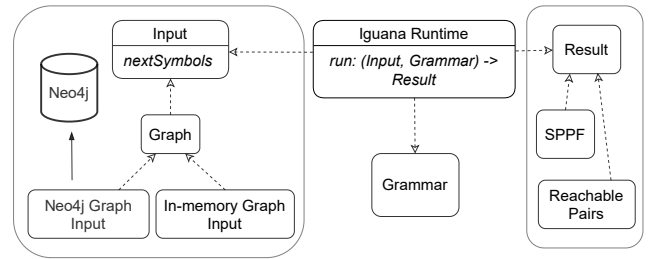 Input
nextSymbols
Neo4j
Graph
Neo4j Graph
Input
In-memory Graph
Input
Iguana Runtime
run: (Input, Grammar) ->
Result
Grammar
Result
SPPF
Reachable
Pairs